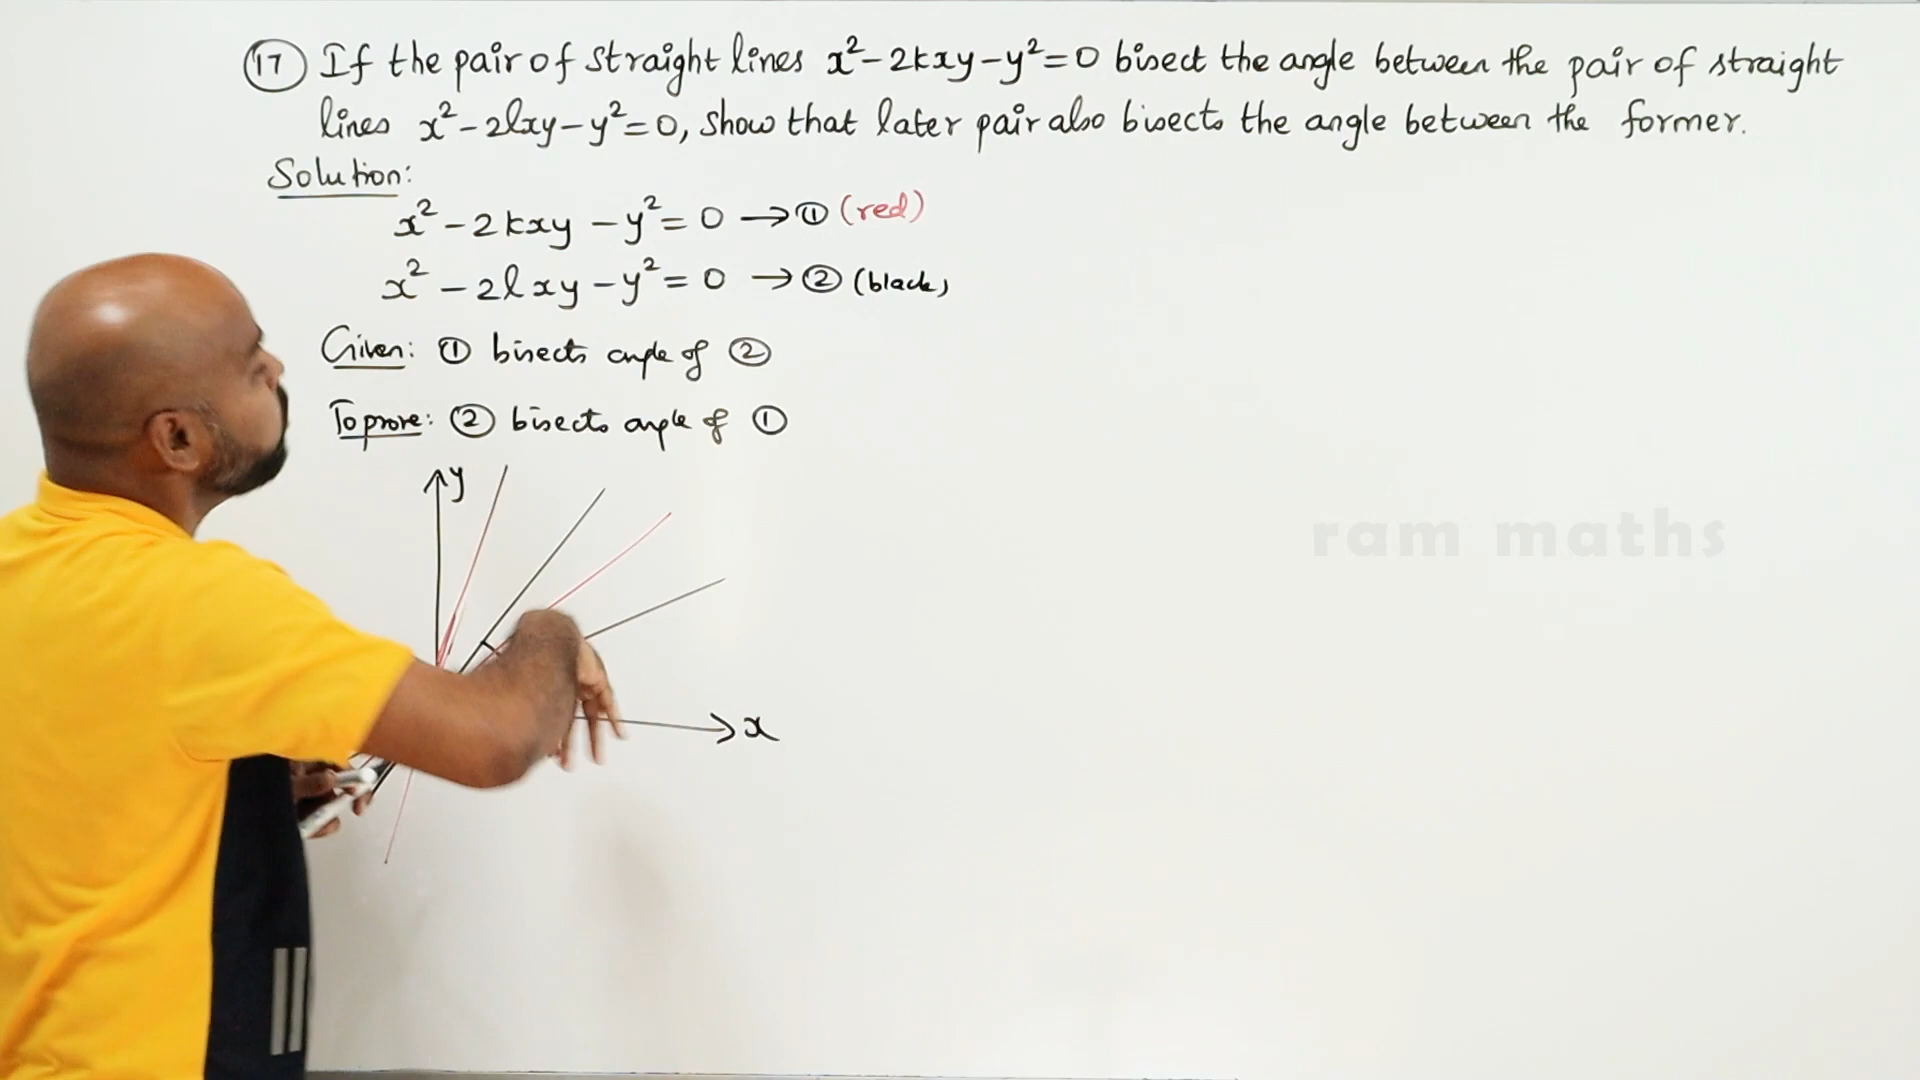 17 If the pair of straight lines x²-2kxy-y²=0 bisect the angle between the pair of straight
lines x²-2lxy-y²=0, show that later pair also bisects the angle between the former.
Solution:
x²-2kxy-y²=0 →① (red)
x²-2lxy-y²=0 →② (black)
Given: ① bisects angle of ②
To prove: ② bisects angle of ①
y
ram maths
x